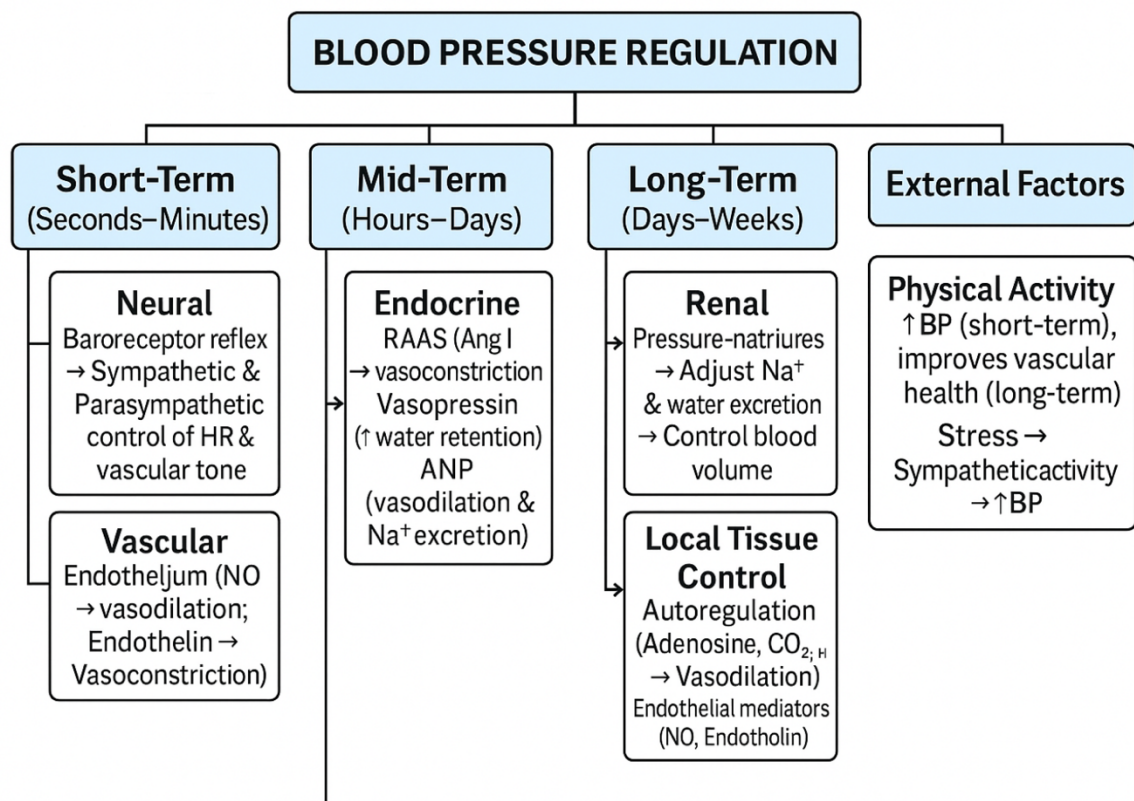 BLOOD PRESSURE REGULATION
Short-Term
(Seconds–Minutes)
Neural
Baroreceptor reflex
→ Sympathetic &
Parasympathetic
control of HR &
vascular tone
Vascular
Endotheljum (NO
→ vasodilation;
Endothelin →
Vasoconstriction)
Mid-Term
(Hours–Days)
Endocrine
RAAS (Ang I
→ vasoconstriction
Vasopressin
(↑ water retention)
ANP
(vasodilation &
Na⁺ excretion)
Long-Term
(Days–Weeks)
Renal
Pressure-natriures
→ Adjust Na⁺
& water excretion
→ Control blood
volume
Local Tissue
Control
Autoregulation
(Adenosine, CO₂; H
→ Vasodilation)
Endothelial mediators
(NO, Endotholin)
External Factors
Physical Activity
↑BP (short-term),
improves vascular
health (long-term)
Stress →
Sympatheticactivity
→↑BP